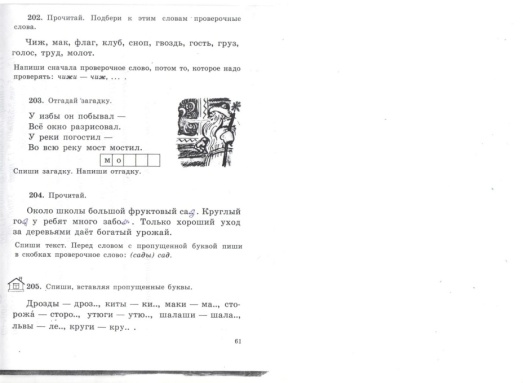 202. Прочитай. Подбери к этим словам проверочные
слова.
Чиж, мак, флаг, клуб, сноп, гвоздь, гость, груз,
голос, труд, молот.
Напиши сначала проверочное слово, потом то, которое надо
проверять: чижи — чиж, ... .
203. Отгадай загадку.
У избы он побывал —
Всё окно разрисовал.
У реки погостил —
Во всю реку мост мостил.
м о
Спиши загадку. Напиши отгадку.
204. Прочитай.
Около школы большой фруктовый сад. Круглый
год у ребят много забо.. . Только хороший уход
за деревьями даёт богатый урожай.
Спиши текст. Перед словом с пропущенной буквой пиши
в скобках проверочное слово: (сады) сад.
205. Спиши, вставляя пропущенные буквы.
Дрозды — дроз.., киты — ки.., маки — ма.., сто-
рожа́ — сторо.., утюги — утю.., шалаши — шала..,
львы — ле.., круги — кру.. .
61